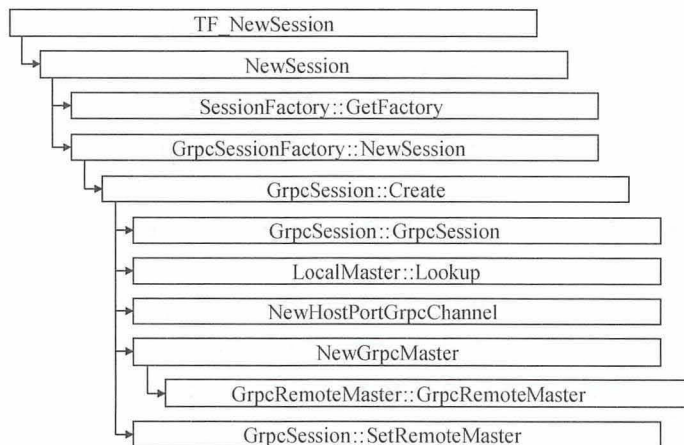 TF_NewSession
NewSession
SessionFactory::GetFactory
GrpcSessionFactory::NewSession
GrpcSession::Create
GrpcSession::GrpcSession
LocalMaster::Lookup
NewHostPortGrpcChannel
NewGrpcMaster
GrpcRemoteMaster::GrpcRemoteMaster
GrpcSession::SetRemoteMaster